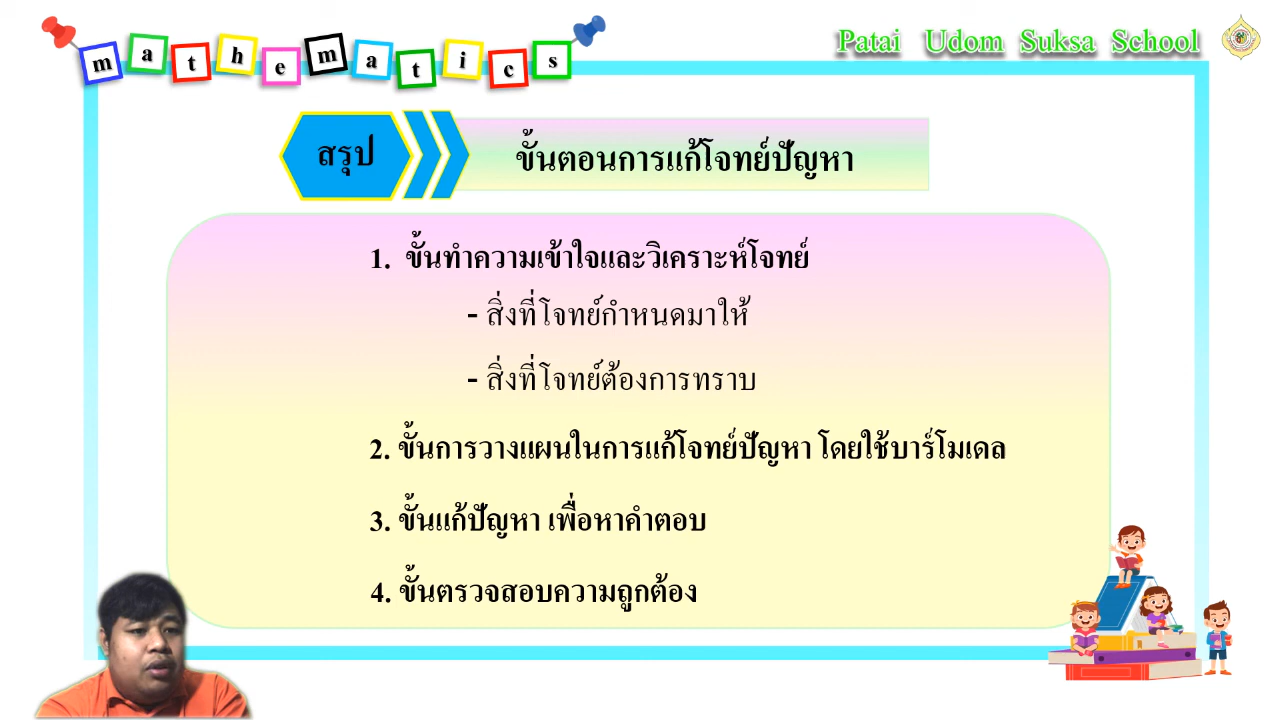 mathematics
Patai Udom Suksa School
สรุป
ขั้นตอนการแก้โจทย์ปัญหา
1. ขั้นทำความเข้าใจและวิเคราะห์โจทย์
- สิ่งที่โจทย์กำหนดมาให้
- สิ่งที่โจทย์ต้องการทราบ
2. ขั้นการวางแผนในการแก้โจทย์ปัญหา โดยใช้บาร์โมเดล
3. ขั้นแก้ปัญหา เพื่อหาคำตอบ
4. ขั้นตรวจสอบความถูกต้อง